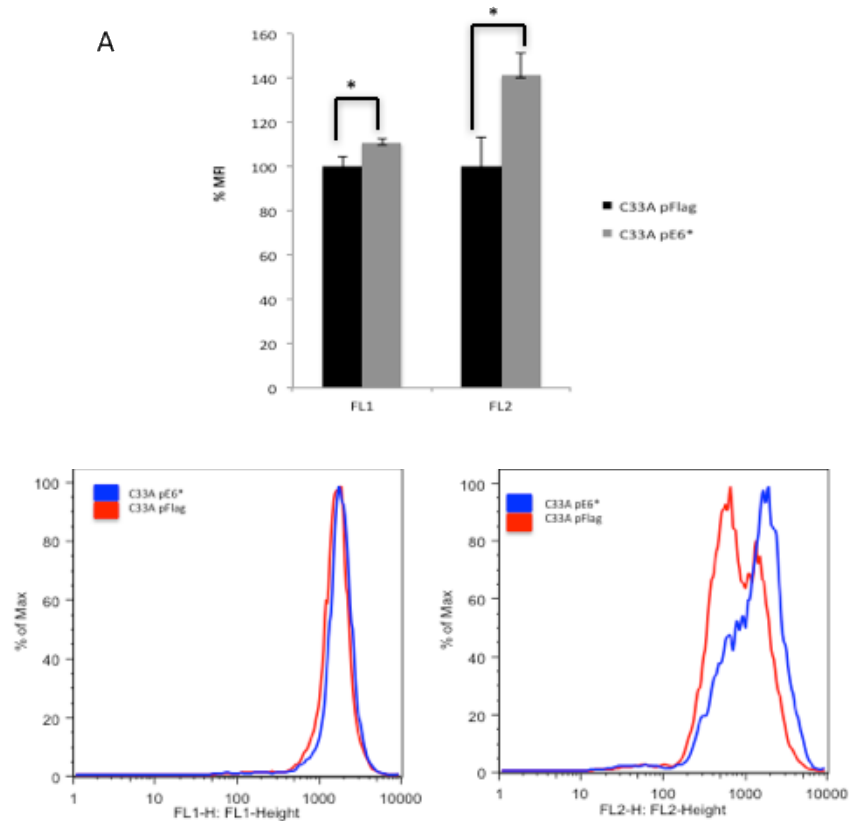 A
*
*
160
140
120
100
80
60
40
20
0
% MFI
FL1
FL2
C33A pFlag
C33A pE6*
C33A pE6*
C33A pFlag
100
80
60
40
20
0
% of Max
1
10
100
1000
10000
FL1-H: FL1-Height
C33A pE6*
C33A pFlag
100
80
60
40
20
0
% of Max
1
10
100
1000
10000
FL2-H: FL2-Height